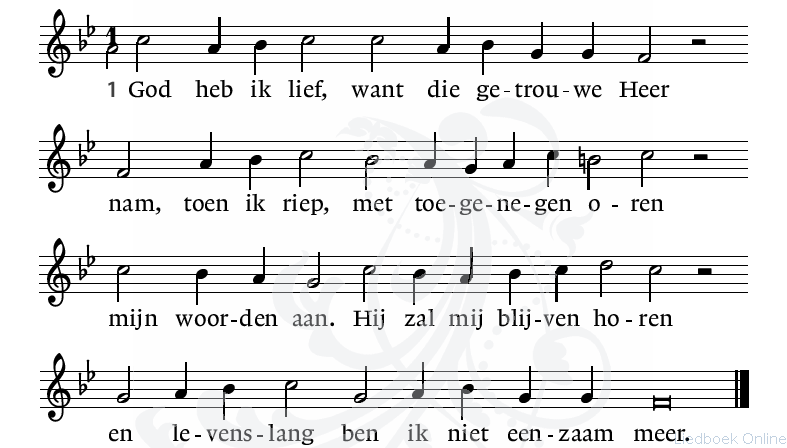 1 God heb ik lief, want die ge-trou-we Heer
nam, toen ik riep, met toe-ge-ne-gen o-ren
mijn woor-den aan. Hij zal mij blij-ven ho-ren
en le-vens-lang ben ik niet een-zaam meer.
Liedboek Online